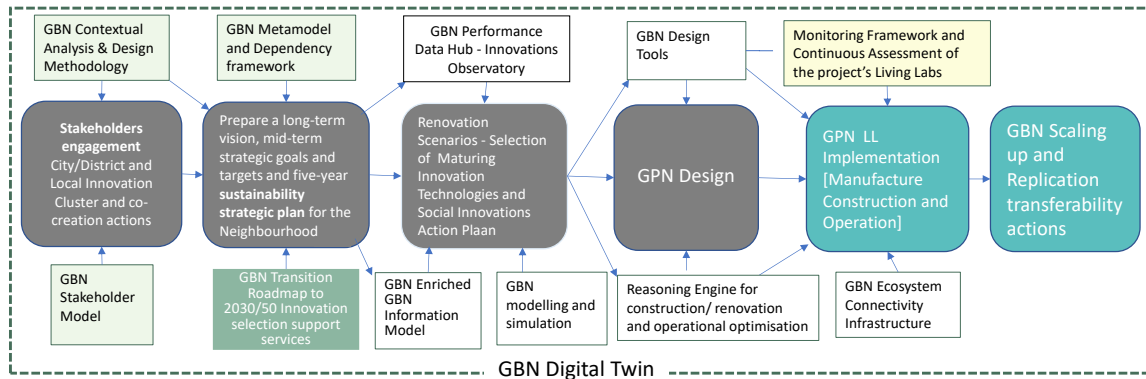 GBN Contextual
Analysis & Design
Methodology
GBN Metamodel
and Dependency
framework
GBN Performance
Data Hub - Innovations
Observatory
GBN Design
Tools
Monitoring Framework and
Continuous Assessment of
the project's Living Labs
Stakeholders
engagement
City/District and
Local Innovation
Cluster and co-
creation actions
Prepare a long-term
vision, mid-term
strategic goals and
targets and five-year
sustainability
strategic plan for the
Neighbourhood
Renovation
Scenarios - Selection
of Maturing
Innovation
Technologies and
Social Innovations
Action Plaan
GPN Design
GPN LL
Implementation
[Manufacture
Construction and
Operation]
GBN Scaling
up and
Replication
transferability
actions
GBN
Stakeholder
Model
GBN Transition
Roadmap to
2030/50 Innovation
selection support
services
GBN Enriched
GBN
Information
Model
GBN
modelling and
simulation
Reasoning Engine for
construction/ renovation
and operational optimisation
GBN Ecosystem
Connectivity
Infrastructure
GBN Digital Twin